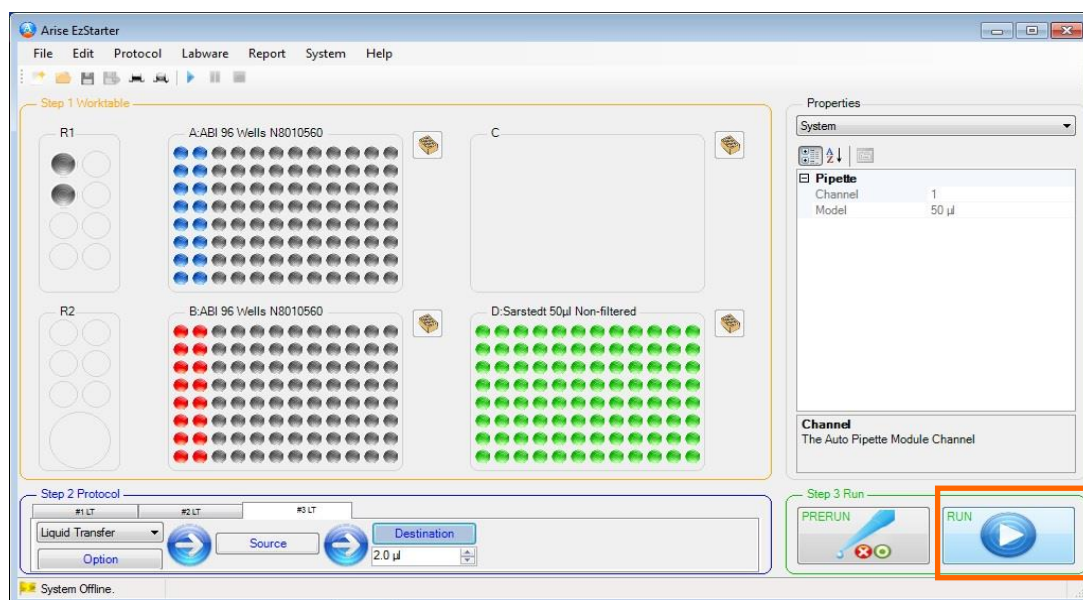 Arise EzStarter
File Edit Protocol Labware Report System Help
Step 1 Worktable
R1
A:ABI 96 Wells N8010560
C
R2
B:ABI 96 Wells N8010560
D:Sarstedt 50µl Non-filtered
Properties
System
Pipette
Channel 1
Model 50 µl
Channel
The Auto Pipette Module Channel
Step 2 Protocol
#1 LT #2 LT #3 LT
Liquid Transfer
Option
Source
Destination
2.0 µl
Step 3 Run
PRERUN
RUN
System Offline.